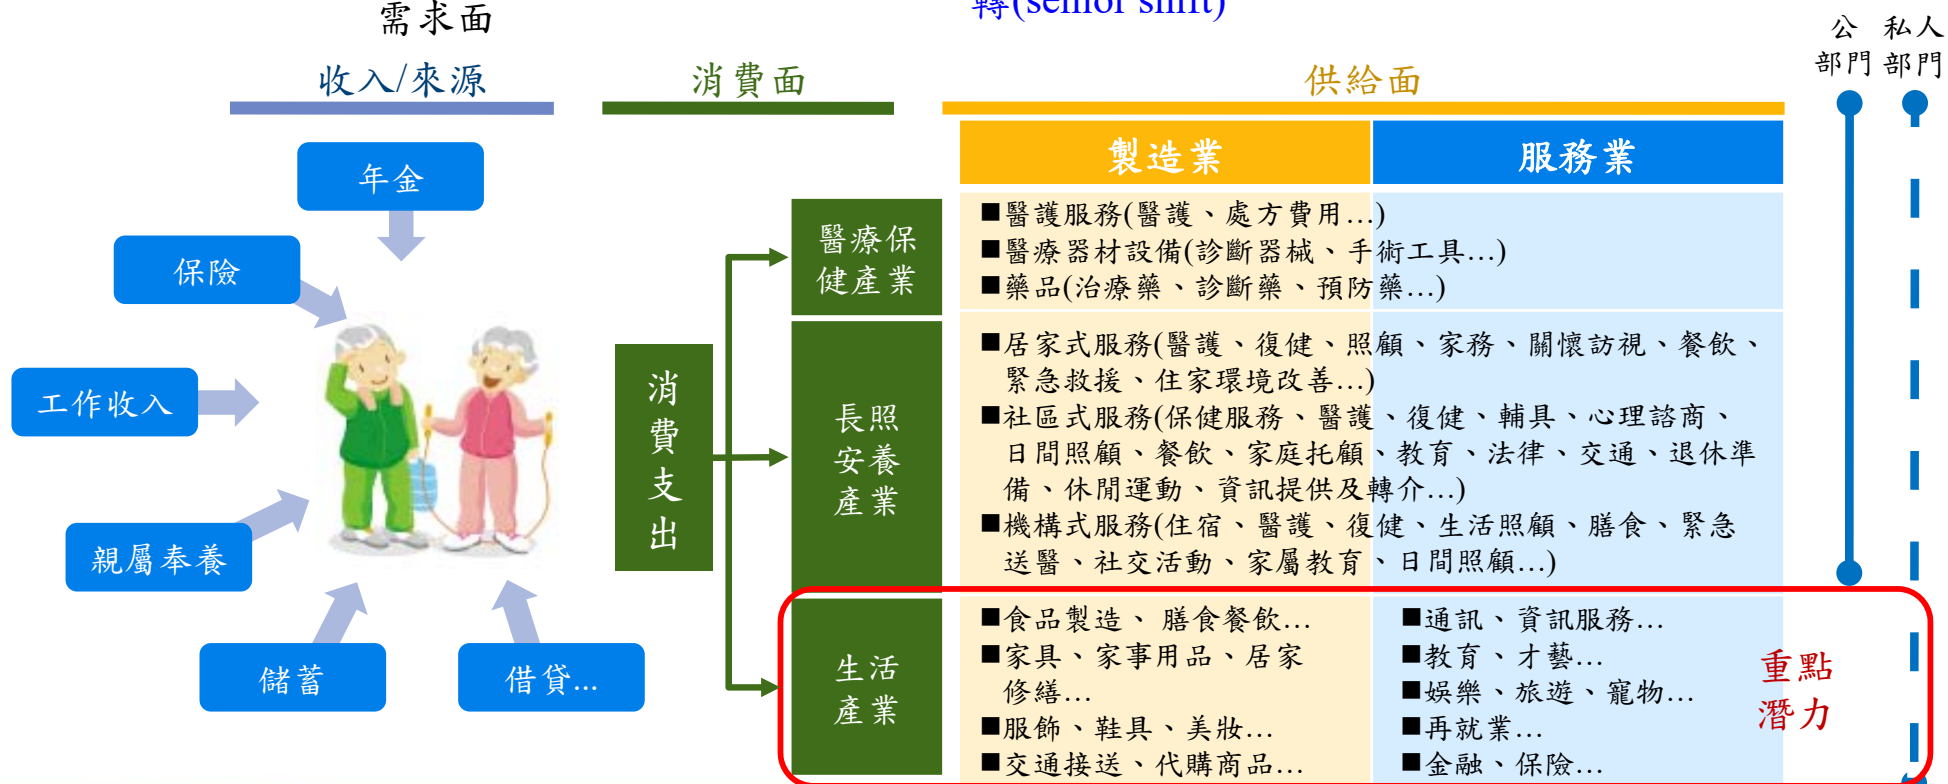 轉(senior shift)
需求面
公 私人
部門 部門
收入/來源
消費面
供給面
年金
保險
工作收入
親屬奉養
儲蓄
借貸...
消費支出
製造業
服務業
醫療保
健產業
■醫護服務(醫護、處方費用…)
■醫療器材設備(診斷器械、手術工具…)
■藥品(治療藥、診斷藥、預防藥…)
長照
安養
產業
■居家式服務(醫護、復健、照顧、家務、關懷訪視、餐飲、
緊急救援、住家環境改善…)
■社區式服務(保健服務、醫護、復健、輔具、心理諮商、
日間照顧、餐飲、家庭托顧、教育、法律、交通、退休準
備、休閒運動、資訊提供及轉介…)
■機構式服務(住宿、醫護、復健、生活照顧、膳食、緊急
送醫、社交活動、家屬教育、日間照顧…)
生活
產業
■食品製造、 膳食餐飲…
■家具、家事用品、居家
修繕…
■服飾、鞋具、美妝…
■交通接送、代購商品…
■通訊、資訊服務…
■教育、才藝…
■娛樂、旅遊、寵物…
■再就業…
■金融、保險…
重點
潛力